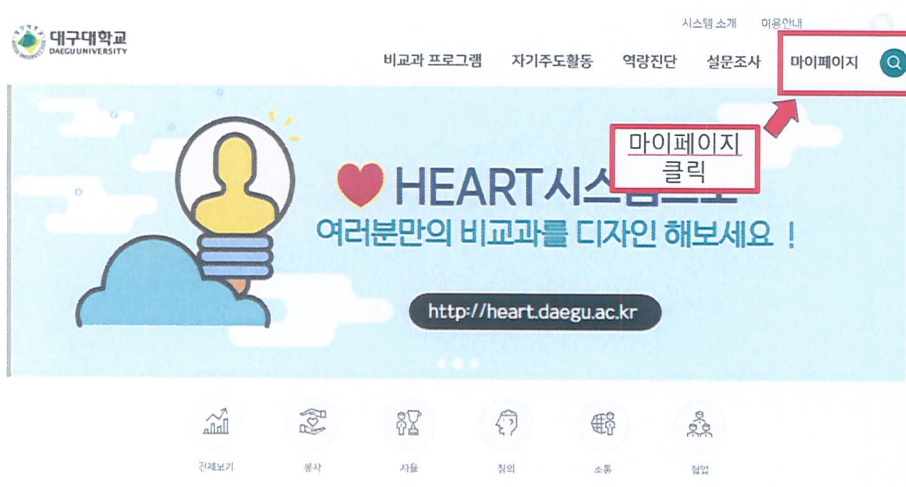 시스템 소개 이용안내
대구대학교
DAEGU UNIVERSITY
비교과 프로그램 자기주도활동 역량진단 설문조사 마이페이지
마이페이지
클릭
HEART시스템으로
여러분만의 비교과를 디자인 해보세요 !
http://heart.daegu.ac.kr
전체보기 봉사 자율 창의 소통 협업